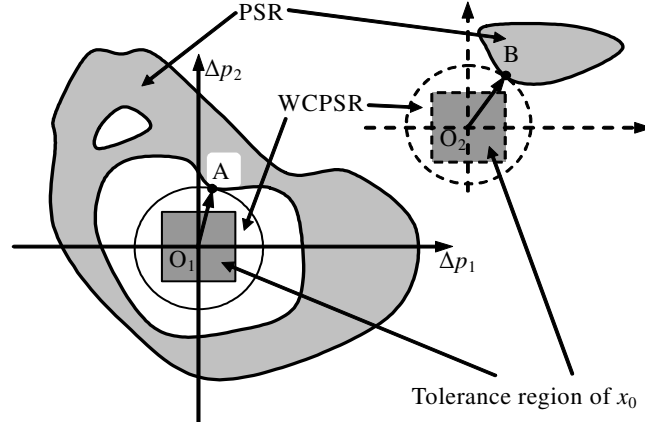 PSR
B
Δp₂
WCPSR
A
O₂
O₁
Δp₁
Tolerance region of x₀